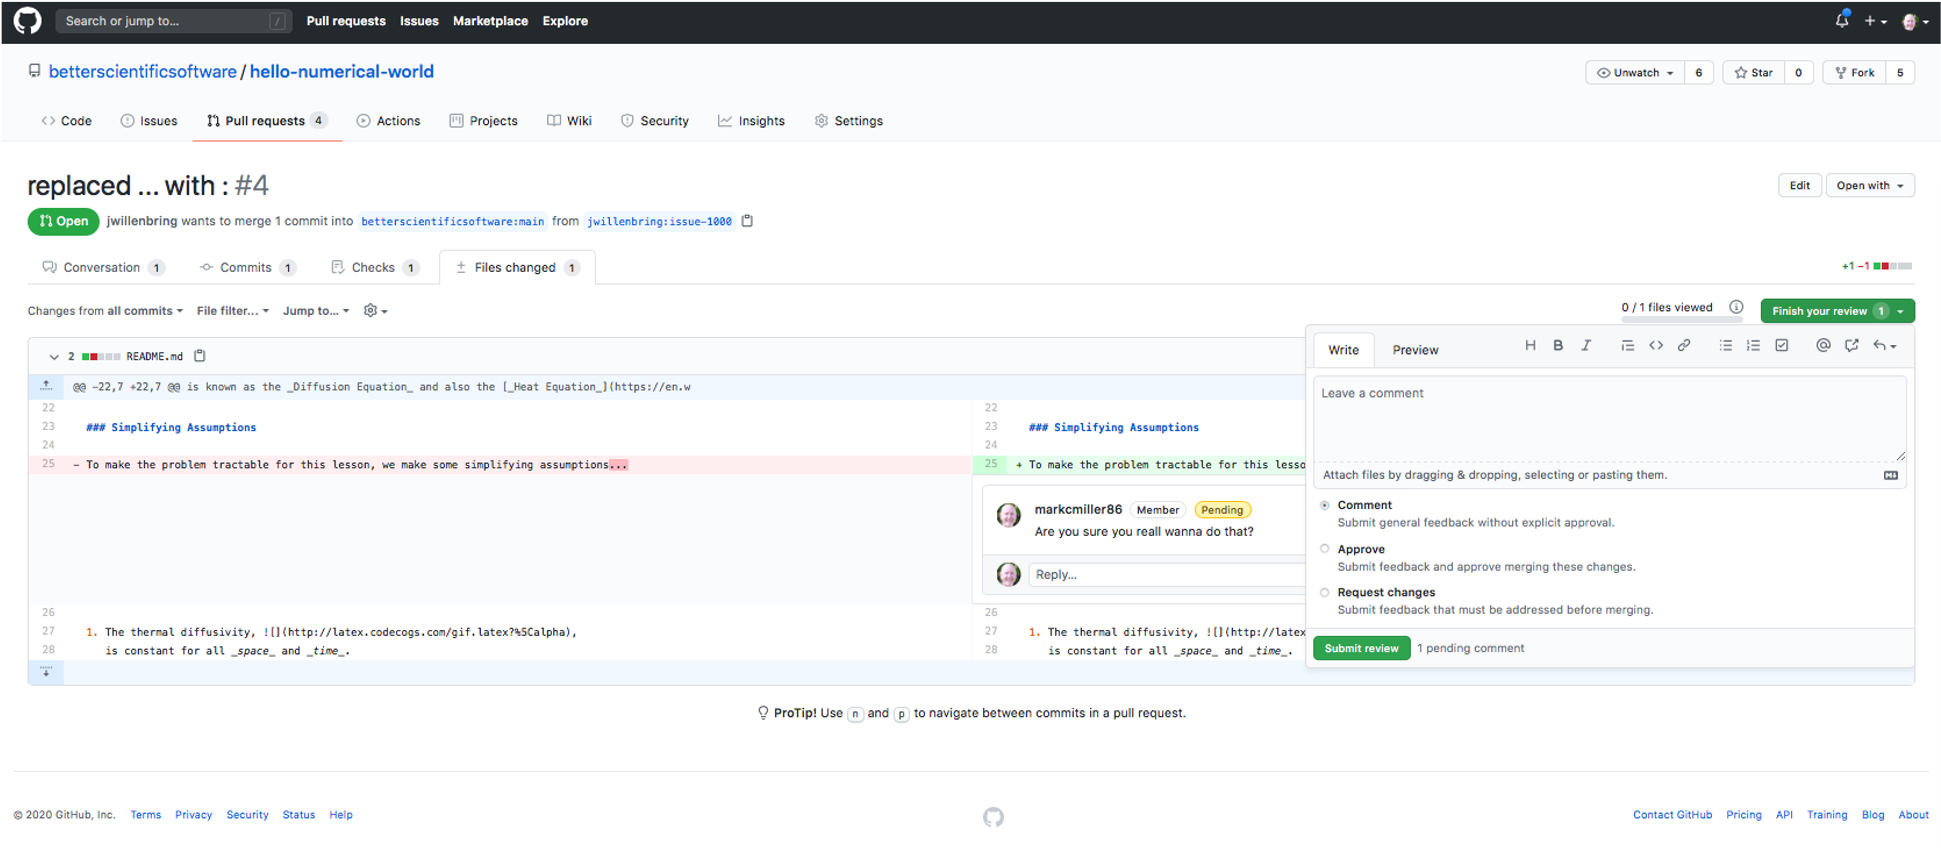 Search or jump to... /
Pull requests Issues Marketplace Explore
betterscientificsoftware / hello-numerical-world
Unwatch 6 Star 0 Fork 5
Code Issues Pull requests 4 Actions Projects Wiki Security Insights Settings
replaced ... with : #4
Edit Open with
Open jwillenbring wants to merge 1 commit into betterscientificsoftware:main from jwillenbring:issue-1000
Conversation 1 Commits 1 Checks 1 Files changed 1
+1 −1
Changes from all commits File filter... Jump to...
0 / 1 files viewed Finish your review 1
2 README.md
@@ -22,7 +22,7 @@ is known as the _Diffusion Equation_ and also the [_Heat Equation_](https://en.w
22
23 ### Simplifying Assumptions
24
25 - To make the problem tractable for this lesson, we make some simplifying assumptions...
26
27 1. The thermal diffusivity, ![](http://latex.codecogs.com/gif.latex?%5Calpha),
28 is constant for all _space_ and _time_.
22
23 ### Simplifying Assumptions
24
25 + To make the problem tractable for this lesso
markcmiller86 Member Pending
Are you sure you reall wanna do that?
Reply...
26
27 1. The thermal diffusivity, ![](http://latex
28 is constant for all _space_ and _time_.
Write Preview H B I @
Leave a comment
Attach files by dragging & dropping, selecting or pasting them.
Comment
Submit general feedback without explicit approval.
Approve
Submit feedback and approve merging these changes.
Request changes
Submit feedback that must be addressed before merging.
Submit review 1 pending comment
ProTip! Use n and p to navigate between commits in a pull request.
© 2020 GitHub, Inc. Terms Privacy Security Status Help
Contact GitHub Pricing API Training Blog About